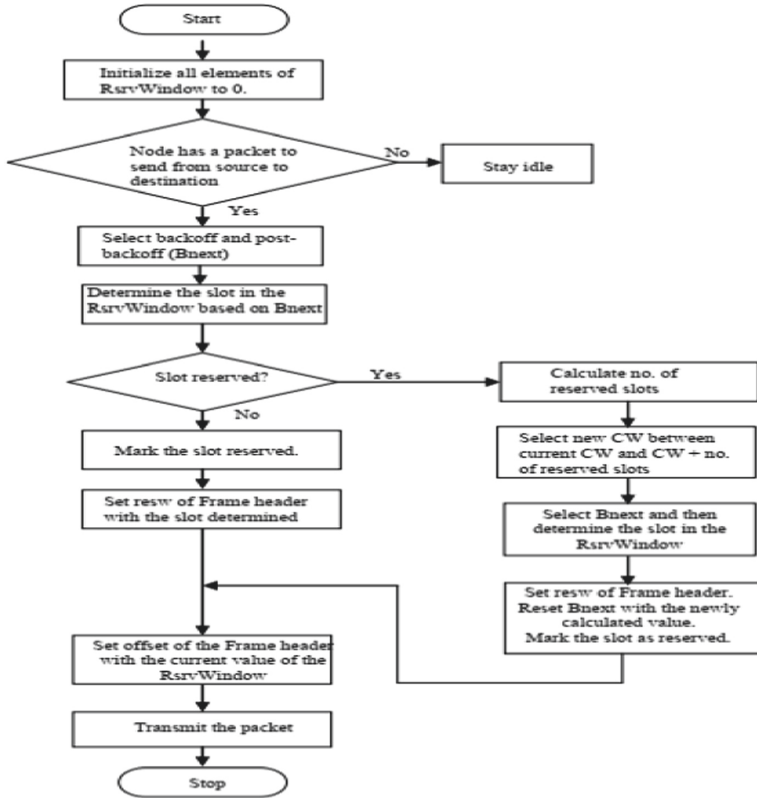 Start
Initialize all elements of
RsrvWindow to 0.
Node has a packet to
send from source to
destination
No
Stay idle
Yes
Select backoff and post-
backoff (Bnext)
Determine the slot in the
RsrvWindow based on Bnext
Slot reserved?
Yes
Calculate no. of
reserved slots
No
Mark the slot reserved.
Select new CW between
current CW and CW + no.
of reserved slots
Set resw of Frame header
with the slot determined
Select Bnext and then
determine the slot in the
RsrvWindow
Set resw of Frame header.
Reset Bnext with the newly
calculated value.
Mark the slot as reserved.
Set offset of the Frame header
with the current value of the
RsrvWindow
Transmit the packet
Stop